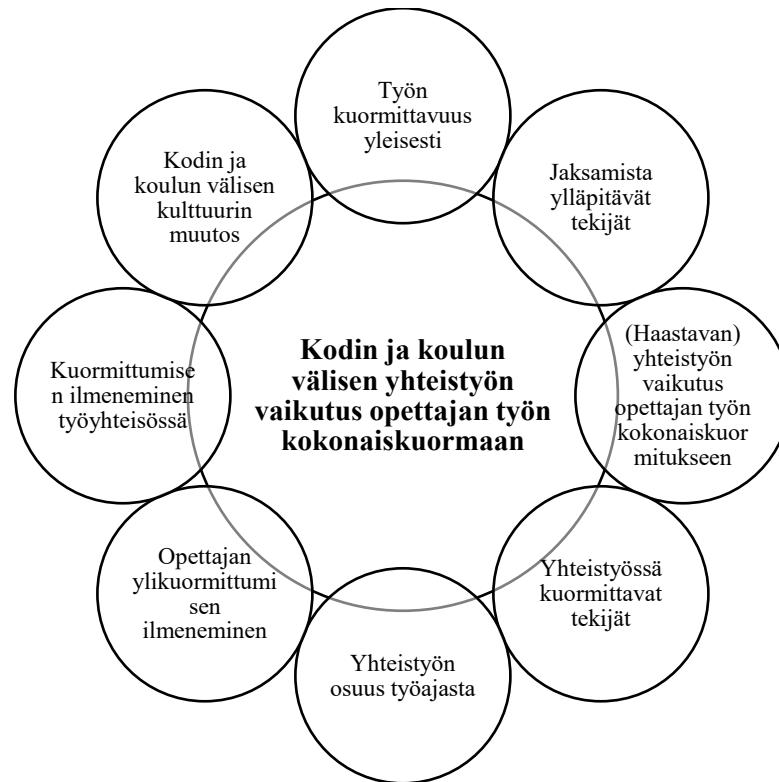 Työn
kuormittavuus
yleisesti
Jaksamista
ylläpitävät
tekijät
(Haastavan)
yhteistyön
vaikutus
opettajan työn
kokonaiskuor
mitukseen
Yhteistyössä
kuormittavat
tekijät
Yhteistyön
osuus työajasta
Opettajan
ylikuormittumi
sen
ilmeneminen
Kuormittumise
n ilmeneminen
työyhteisössä
Kodin ja
koulun välisen
kulttuurin
muutos
Kodin ja koulun
välisen yhteistyön
vaikutus opettajan työn
kokonaiskuormaan